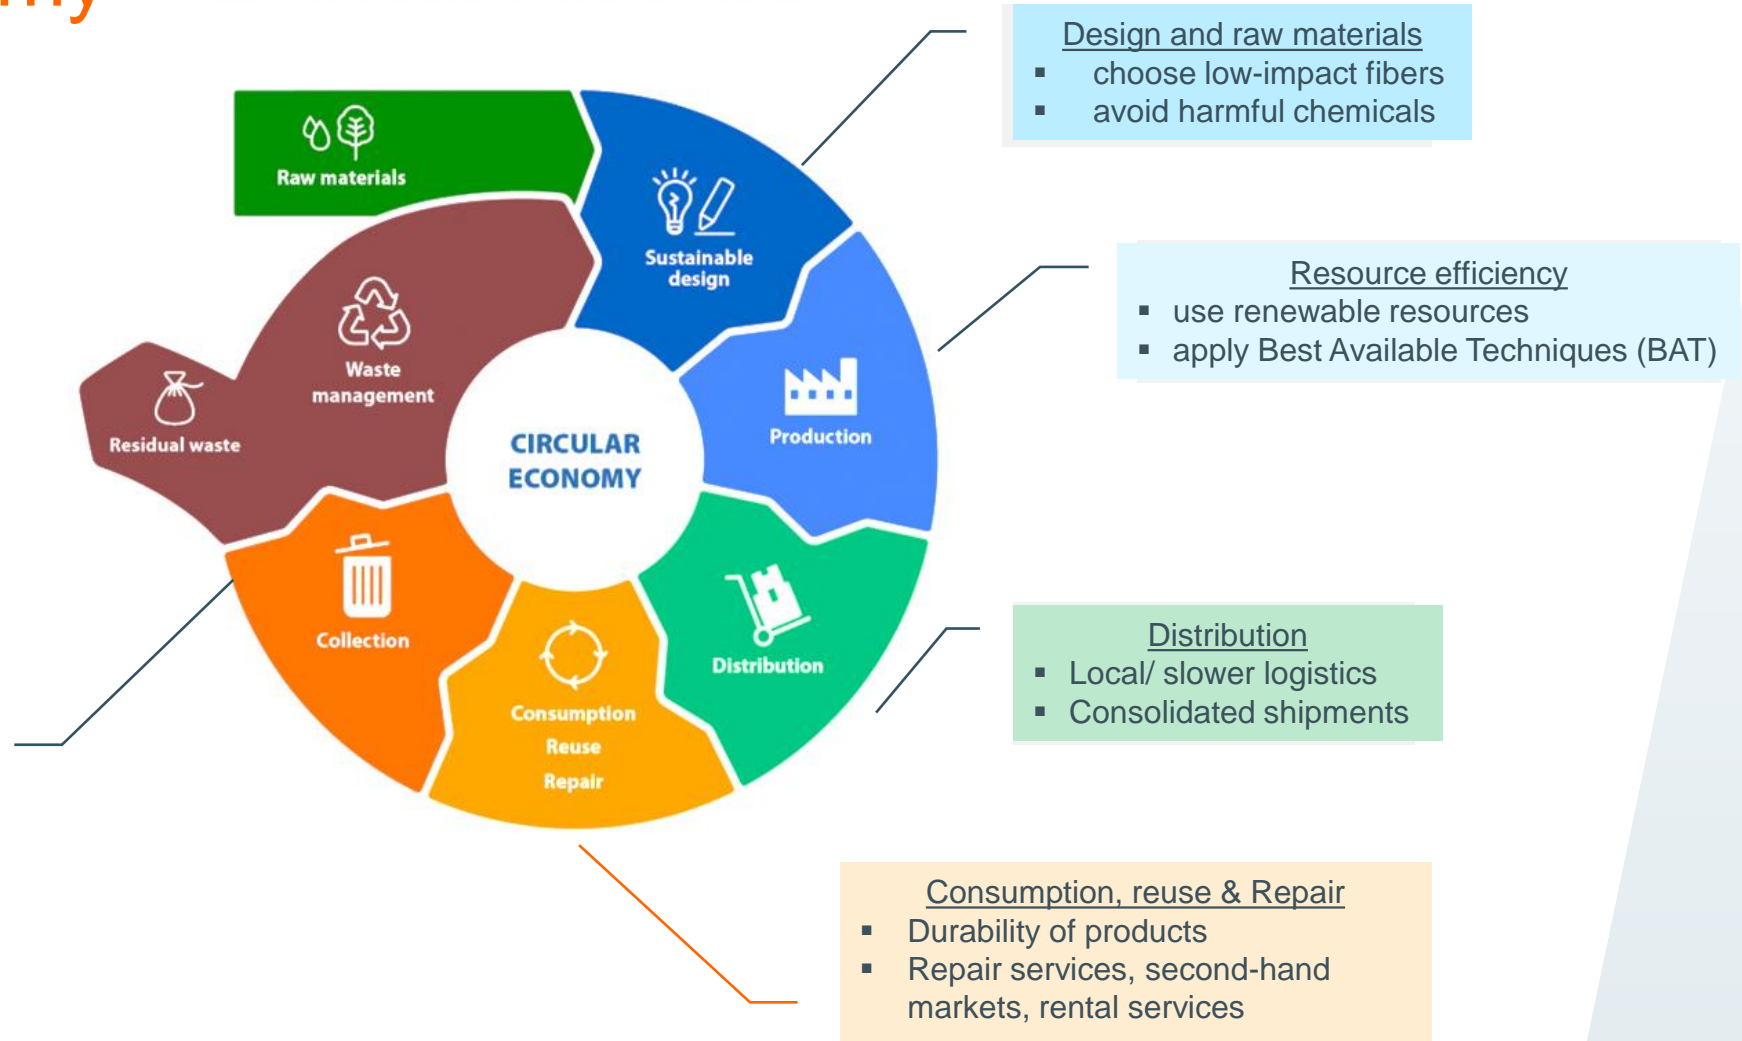 my
Design and raw materials
▪ choose low-impact fibers
▪ avoid harmful chemicals
Raw materials
Sustainable
design
Resource efficiency
▪ use renewable resources
▪ apply Best Available Techniques (BAT)
Waste
management
Residual waste
CIRCULAR
ECONOMY
Production
Collection
Distribution
Distribution
▪ Local/ slower logistics
▪ Consolidated shipments
Consumption
Reuse
Repair
Consumption, reuse & Repair
▪ Durability of products
▪ Repair services, second-hand
markets, rental services